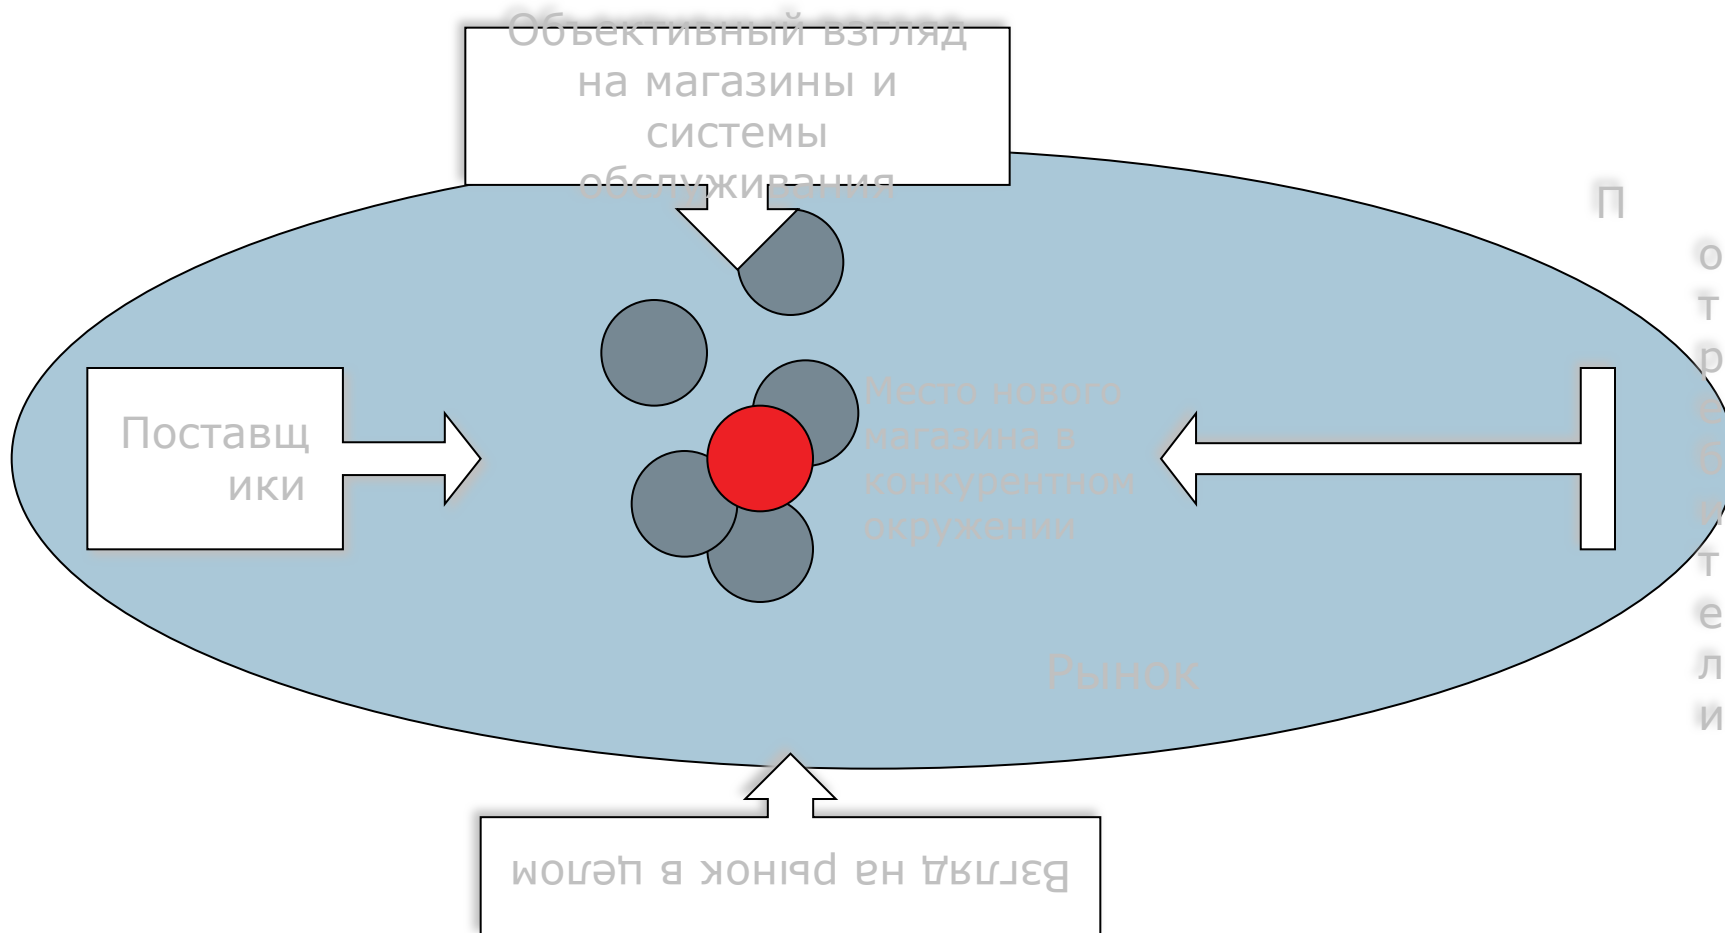 Объективный взгляд
на магазины и
системы
обслуживания
П
о
т
р
е
б
и
т
е
л
и
Место нового
магазина в
конкурентном
окружении
Поставщ
ики
Рынок
Взгляд на рынок в целом